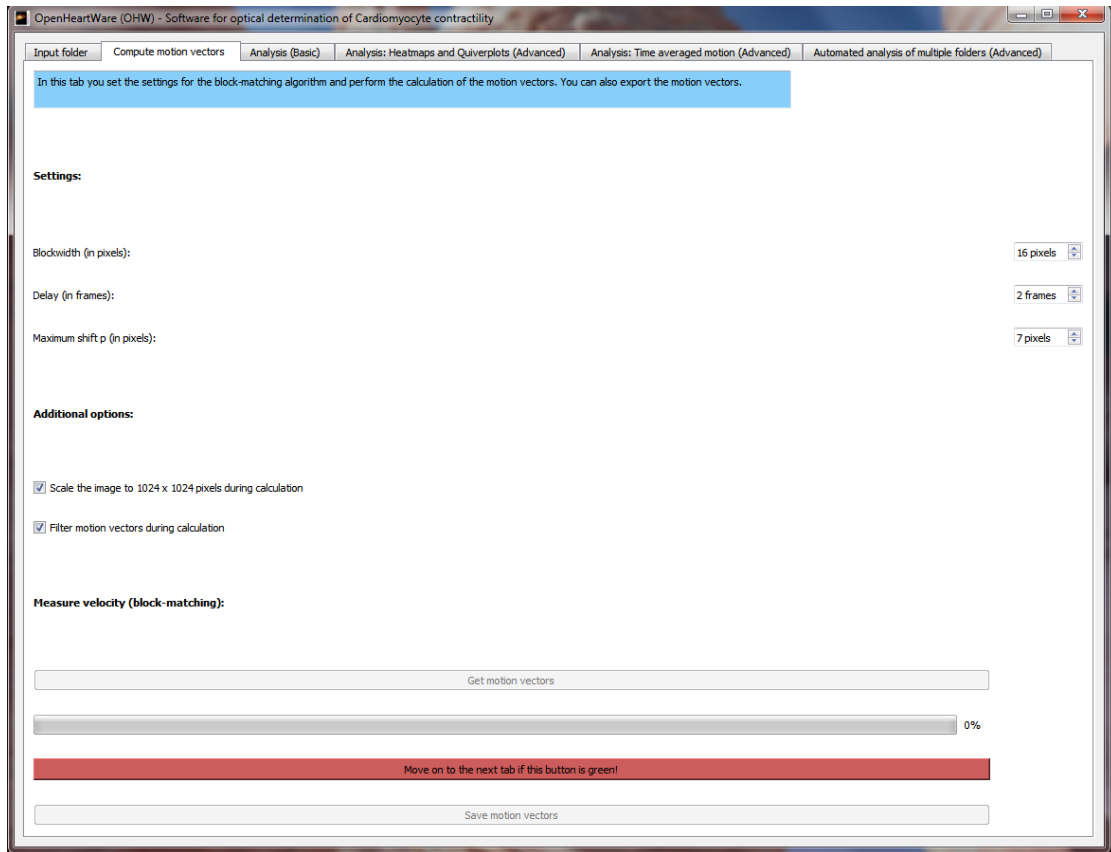 OpenHeartWare (OHW) - Software for optical determination of Cardiomyocyte contractility
Input folder
Compute motion vectors
Analysis (Basic)
Analysis: Heatmaps and Quiverplots (Advanced)
Analysis: Time averaged motion (Advanced)
Automated analysis of multiple folders (Advanced)
In this tab you set the settings for the block-matching algorithm and perform the calculation of the motion vectors. You can also export the motion vectors.
Settings:
Blockwidth (in pixels): 16 pixels
Delay (in frames): 2 frames
Maximum shift p (in pixels): 7 pixels
Additional options:
Scale the image to 1024 x 1024 pixels during calculation
Filter motion vectors during calculation
Measure velocity (block-matching):
Get motion vectors
0%
Move on to the next tab if this button is green!
Save motion vectors